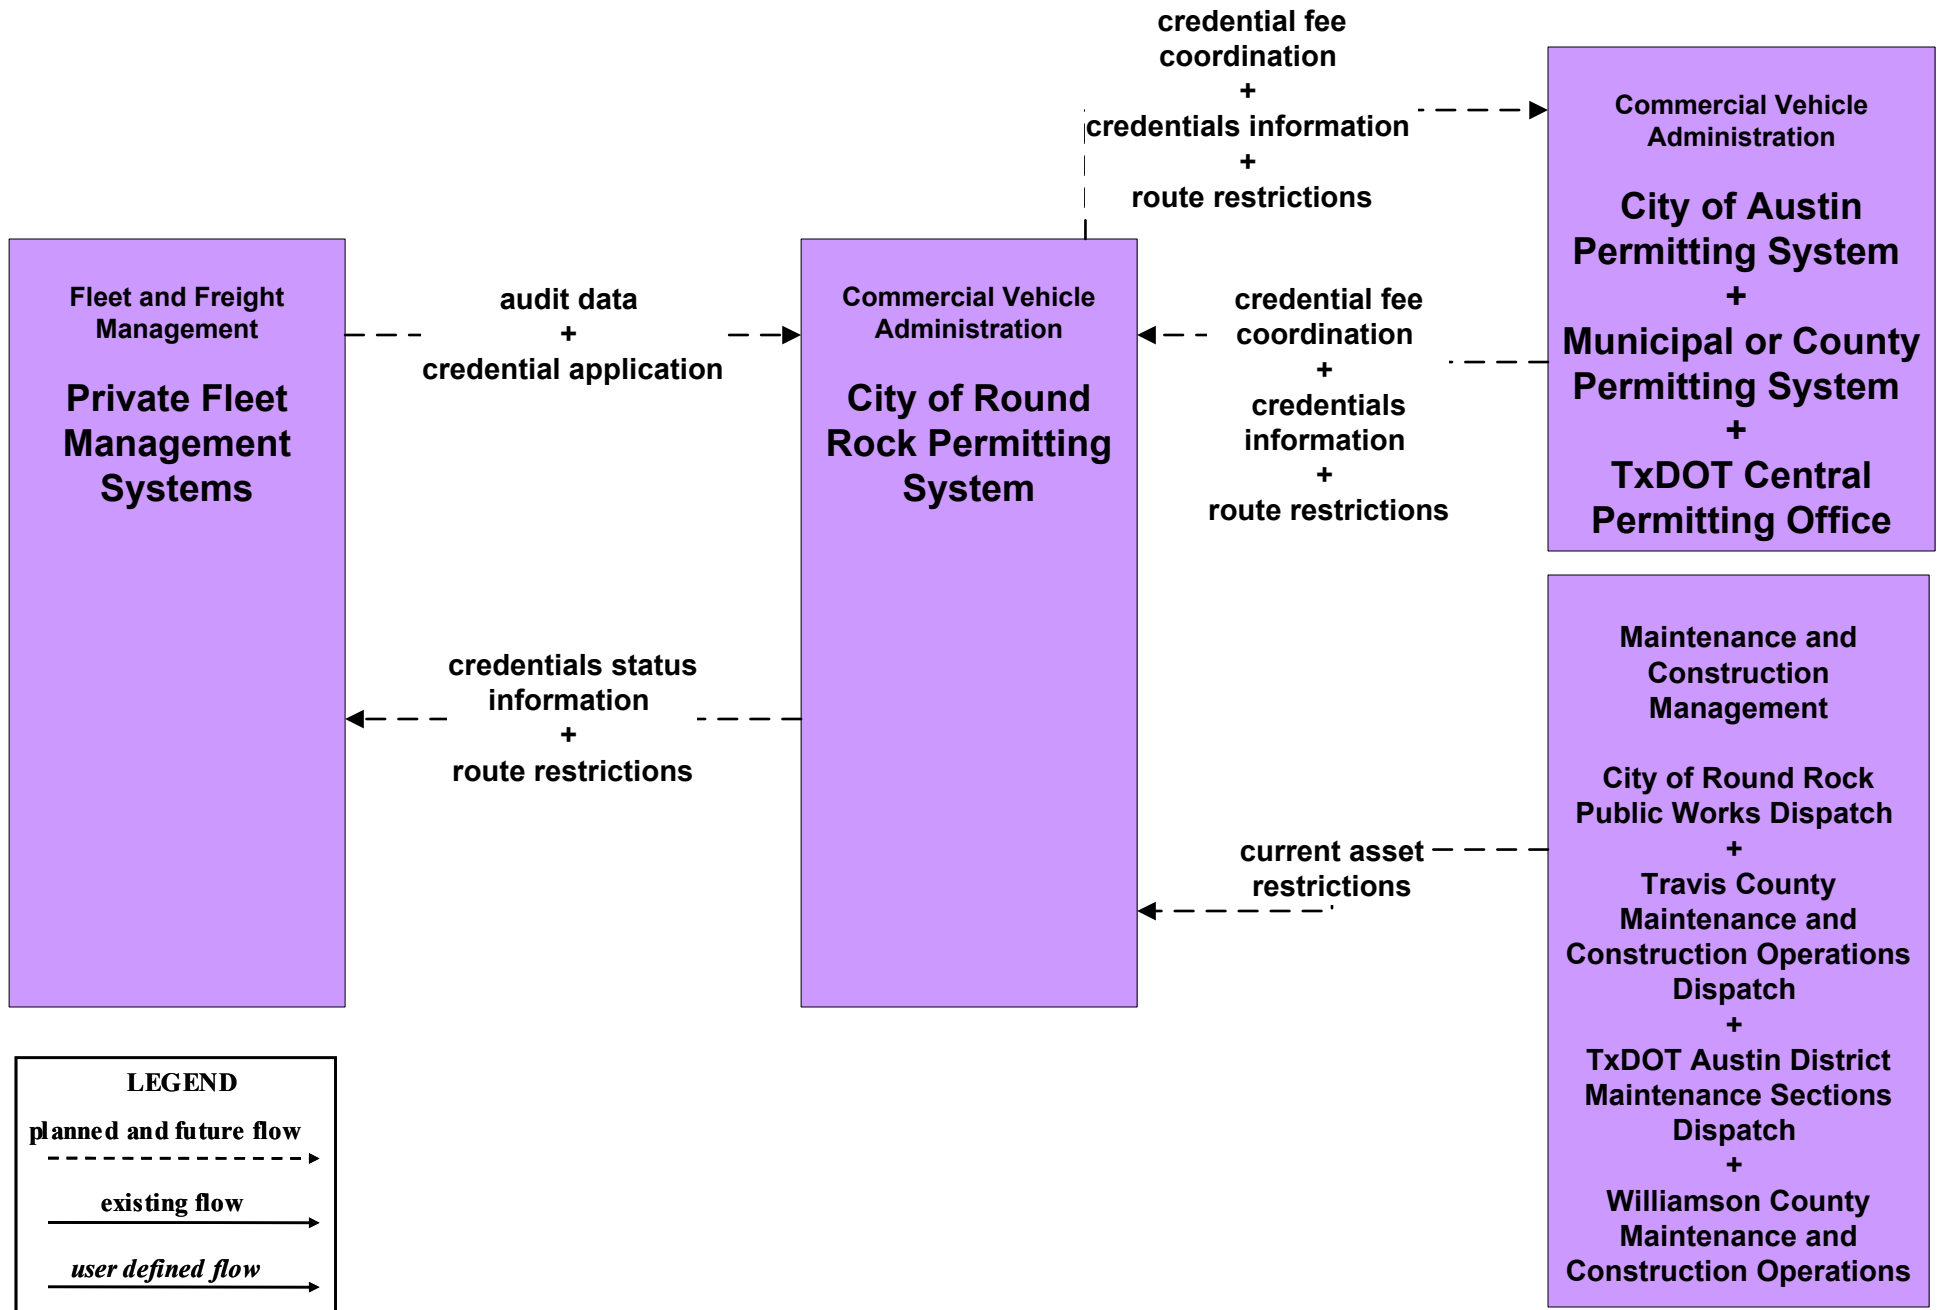 credential fee
coordination
+
credentials information
+
route restrictions
Commercial Vehicle
Administration
City of Austin
Permitting System
+
Municipal or County
Permitting System
+
TxDOT Central
Permitting Office
Fleet and Freight
Management
Private Fleet
Management
Systems
audit data
+
credential application
Commercial Vehicle
Administration
City of Round
Rock Permitting
System
credential fee
coordination
+
credentials
information
+
route restrictions
credentials status
information
+
route restrictions
current asset
restrictions
Maintenance and
Construction
Management
City of Round Rock
Public Works Dispatch
+
Travis County
Maintenance and
Construction Operations
Dispatch
+
TxDOT Austin District
Maintenance Sections
Dispatch
+
Williamson County
Maintenance and
Construction Operations
LEGEND
planned and future flow
existing flow
user defined flow